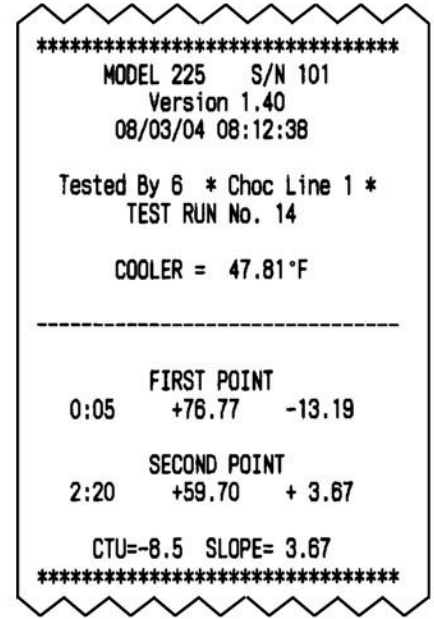 ********************************
MODEL 225 S/N 101
Version 1.40
08/03/04 08:12:38
Tested By 6 * Choc Line 1 *
TEST RUN No. 14
COOLER = 47.81°F
--------------------------------
FIRST POINT
0:05 +76.77 -13.19
SECOND POINT
2:20 +59.70 + 3.67
CTU=-8.5 SLOPE= 3.67
********************************